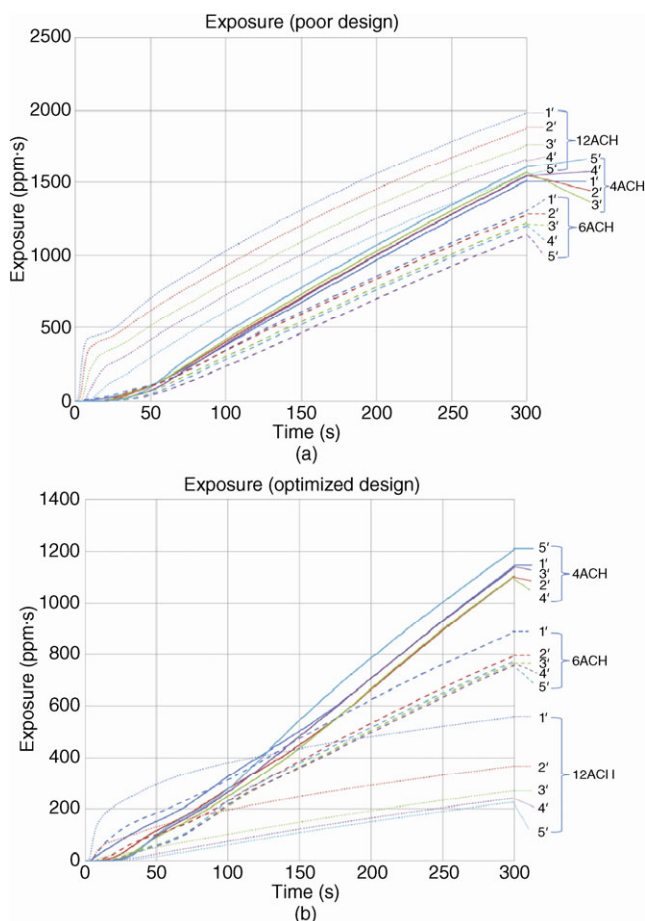 Exposure (poor design)
2500
2000
1500
1000
500
0
Exposure (ppm·s)
1′
2′
3′
4′
5′
12ACH
5′
4′
1′
2′
3′
4ACH
1′
2′
3′
4′
5′
6ACH
0 50 100 150 200 250 300
Time (s)
(a)
Exposure (optimized design)
1400
1200
1000
800
600
400
200
0
Exposure (ppm·s)
5′
1′
3′
2′
4′
4ACH
1′
2′
3′
4′
5′
6ACH
1′
2′
3′
4′
5′
12ACI I
0 50 100 150 200 250 300
Time (s)
(b)